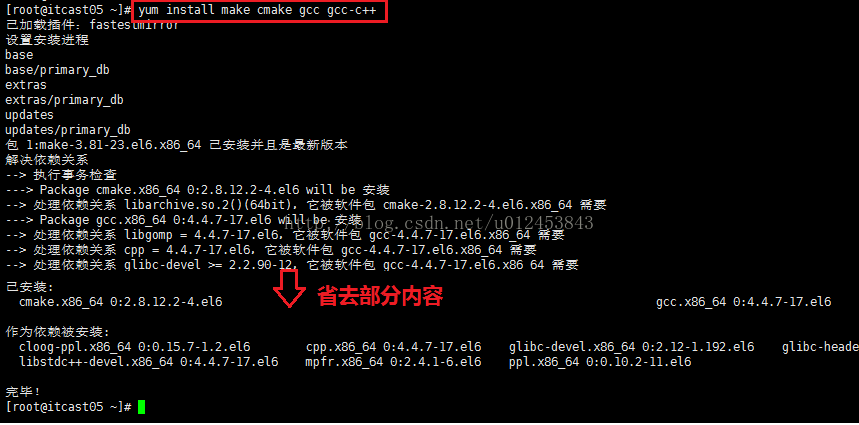 [root@itcast05 ~]# yum install make cmake gcc gcc-c++
已加载插件：fastestmirror
设置安装进程
base
base/primary_db
extras
extras/primary_db
updates
updates/primary_db
包 1:make-3.81-23.el6.x86_64 已安装并且是最新版本
解决依赖关系
--> 执行事务检查
---> Package cmake.x86_64 0:2.8.12.2-4.el6 will be 安装
--> 处理依赖关系 libarchive.so.2()(64bit)，它被软件包 cmake-2.8.12.2-4.el6.x86_64 需要
---> Package gcc.x86_64 0:4.4.7-17.el6 will be 安装
http://blog.csdn.net/u012453843
--> 处理依赖关系 libgomp = 4.4.7-17.el6，它被软件包 gcc-4.4.7-17.el6.x86_64 需要
--> 处理依赖关系 cpp = 4.4.7-17.el6，它被软件包 gcc-4.4.7-17.el6.x86_64 需要
--> 处理依赖关系 glibc-devel >= 2.2.90-12，它被软件包 gcc-4.4.7-17.el6.x86_64 需要
省去部分内容
已安装:
cmake.x86_64 0:2.8.12.2-4.el6 gcc.x86_64 0:4.4.7-17.el6
作为依赖被安装:
cloog-ppl.x86_64 0:0.15.7-1.2.el6 cpp.x86_64 0:4.4.7-17.el6 glibc-devel.x86_64 0:2.12-1.192.el6 glibc-heade
libstdc++-devel.x86_64 0:4.4.7-17.el6 mpfr.x86_64 0:2.4.1-6.el6 ppl.x86_64 0:0.10.2-11.el6
完毕！
[root@itcast05 ~]#